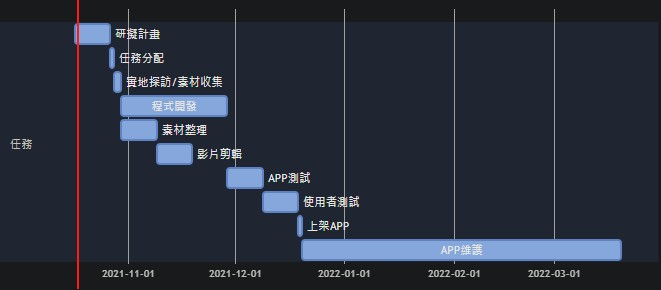 研擬計畫
任務分配
實地採訪/素材收集
程式開發
任務
素材整理
影片剪輯
APP測試
使用者測試
上架APP
APP維護
2021-11-01 2021-12-01 2022-01-01 2022-02-01 2022-03-01